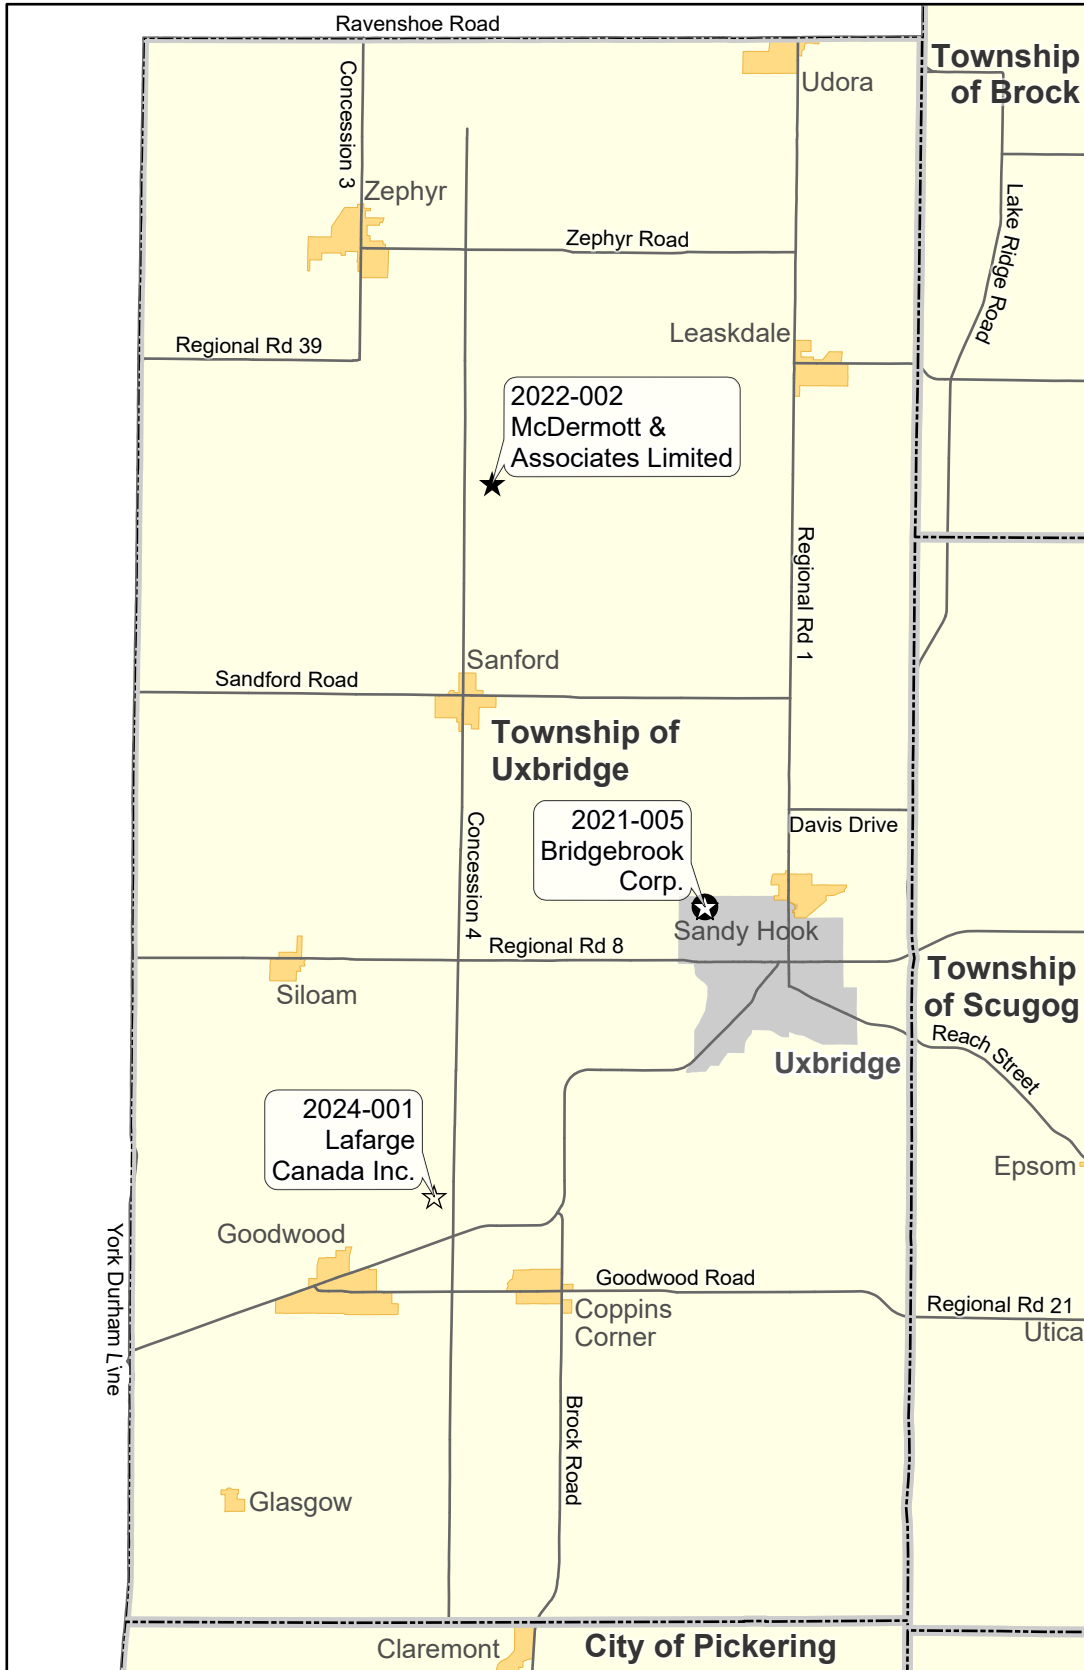 Ravenshoe Road
Township
of Brock
Udora
Concession 3
Zephyr
Lake Ridge Road
Zephyr Road
Leaskdale
Regional Rd 39
2022-002
McDermott &
Associates Limited
Regional Rd 1
Sanford
Sandford Road
Township of
Uxbridge
2021-005
Bridgebrook
Corp.
Davis Drive
Concession 4
Sandy Hook
Regional Rd 8
Siloam
Township
of Scugog
Reach Street
Uxbridge
2024-001
Lafarge
Canada Inc.
Epsom
Goodwood
York Durham Line
Goodwood Road
Coppins
Corner
Regional Rd 21
Utica
Brock Road
Glasgow
Claremont
City of Pickering